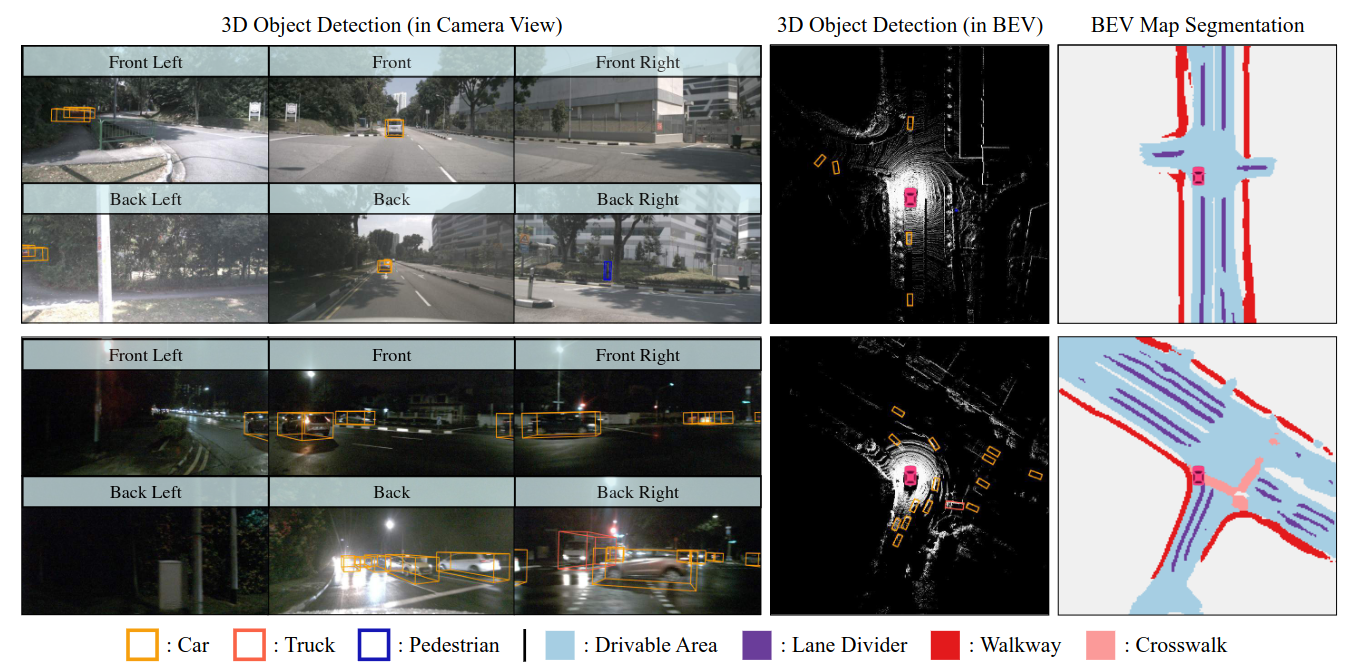 3D Object Detection (in Camera View) 3D Object Detection (in BEV) BEV Map Segmentation
Front Left Front Front Right
Back Left Back Back Right
Front Left Front Front Right
Back Left Back Back Right
: Car : Truck : Pedestrian : Drivable Area : Lane Divider : Walkway : Crosswalk